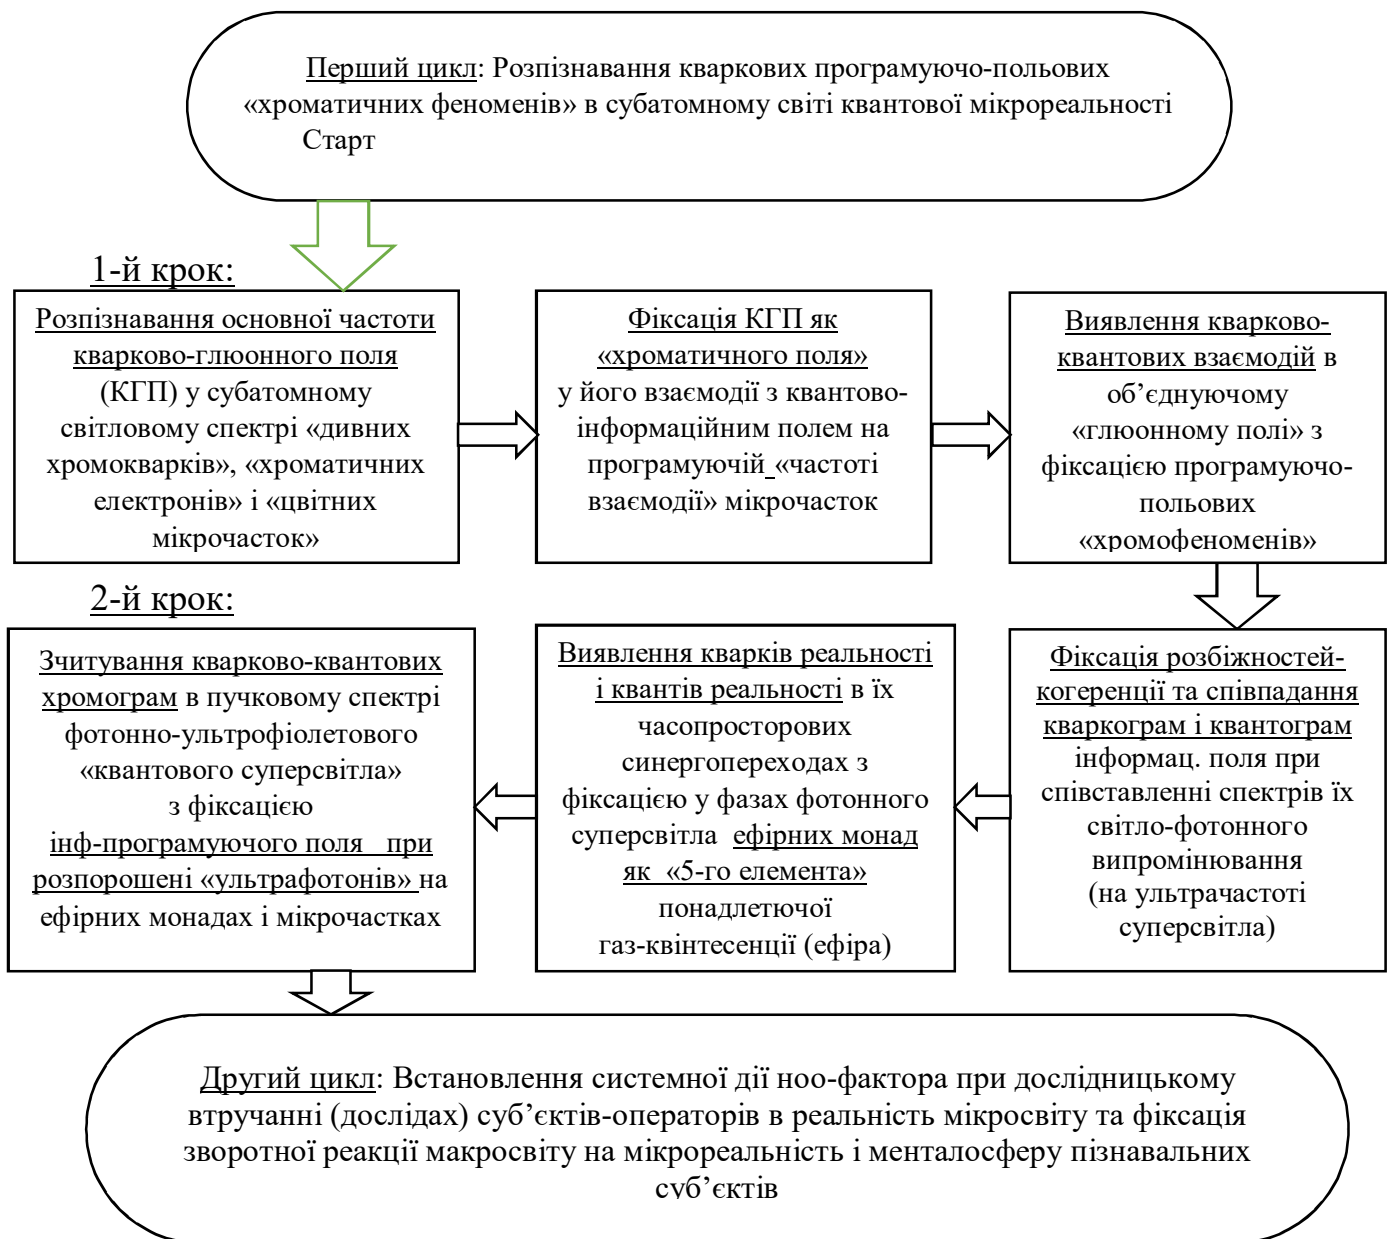 Перший цикл: Розпізнавання кваркових програмуючо-польових
«хроматичних феноменів» в субатомному світі квантової мікрореальності
Старт
1-й крок:
Розпізнавання основної частоти
кварково-глюонного поля
(КГП) у субатомному
світловому спектрі «дивних
хромокварків», «хроматичних
електронів» і «цвітних
мікрочасток»
Фіксація КГП як
«хроматичного поля»
у його взаємодії з квантово-
інформаційним полем на
програмуючій «частоті
взаємодії» мікрочасток
Виявлення кварково-
квантових взаємодій в
об’єднуючому
«глюонному полі» з
фіксацією програмуючо-
польових
«хромофеноменів»
2-й крок:
Зчитування кварково-квантових
хромограм в пучковому спектрі
фотонно-ультрофіолетового
«квантового суперсвітла»
з фіксацією
інф-програмуючого поля при
розпорошені «ультрафотонів» на
ефірних монадах і мікрочастках
Виявлення кварків реальності
і квантів реальності в їх
часопросторових
синергопереходах з
фіксацією у фазах фотонного
суперсвітла ефірних монад
як «5-го елемента»
понадлетючої
газ-квінтесенції (ефіра)
Фіксація розбіжностей-
когеренції та співпадання
кваркограм і квантограм
інформац. поля при
співставленні спектрів їх
світло-фотонного
випромінювання
(на ультрачастоті
суперсвітла)
Другий цикл: Встановлення системної дії ноо-фактора при дослідницькому
втручанні (дослідах) суб’єктів-операторів в реальність мікросвіту та фіксація
зворотної реакції макросвіту на мікрореальність і менталосферу пізнавальних
суб’єктів